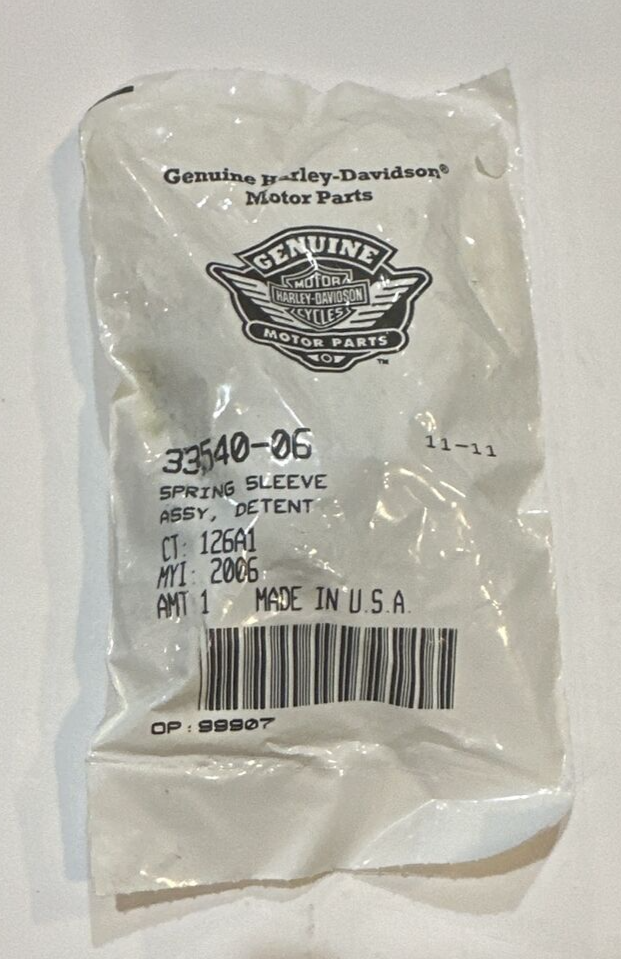 Genuine Harley-Davidson®
Motor Parts
GENUINE
MOTOR
HARLEY-DAVIDSON
CYCLES
MOTOR PARTS
TM
33540-06
11-11
SPRING SLEEVE
ASSY, DETENT
CT: 126A1
MYI: 2006
AMT 1 MADE IN U.S.A.
OP:99907